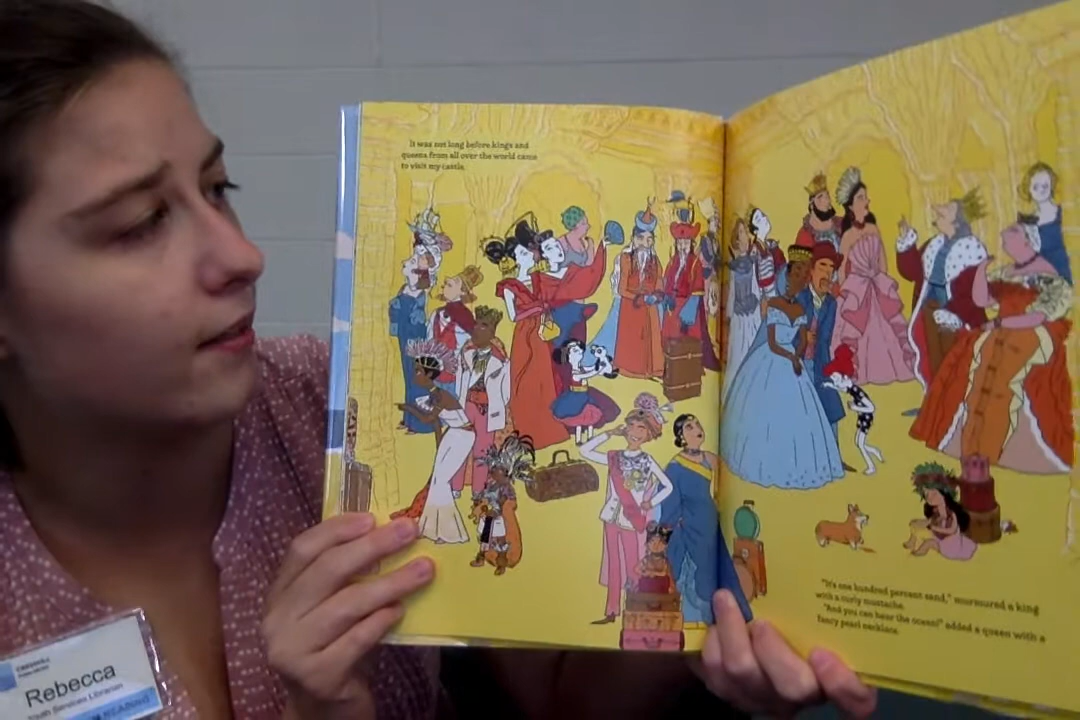 It was not long before kings and
queens from all over the world came
to visit my castle.
"It's one hundred percent sand," murmured a king
with a curly mustache.
"And you can hear the ocean!" added a queen with a
fancy pearl necklace.
Rebecca
Youth Services Librarian
READING